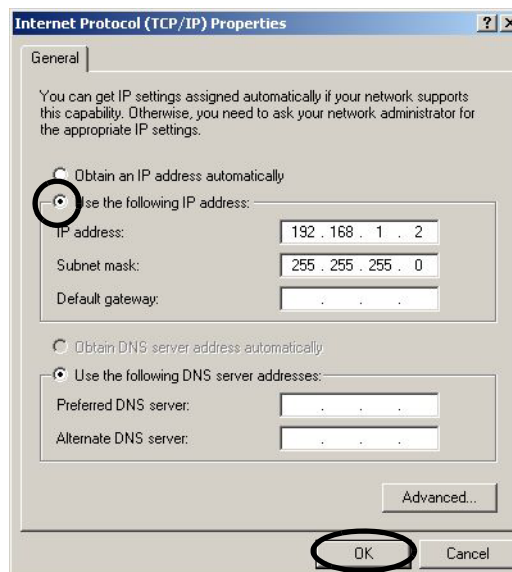 Internet Protocol (TCP/IP) Properties
General
You can get IP settings assigned automatically if your network supports
this capability. Otherwise, you need to ask your network administrator for
the appropriate IP settings.
Obtain an IP address automatically
Use the following IP address:
IP address: 192 . 168 . 1 . 2
Subnet mask: 255 . 255 . 255 . 0
Default gateway: . . .
Obtain DNS server address automatically
Use the following DNS server addresses:
Preferred DNS server: . . .
Alternate DNS server: . . .
Advanced...
OK Cancel